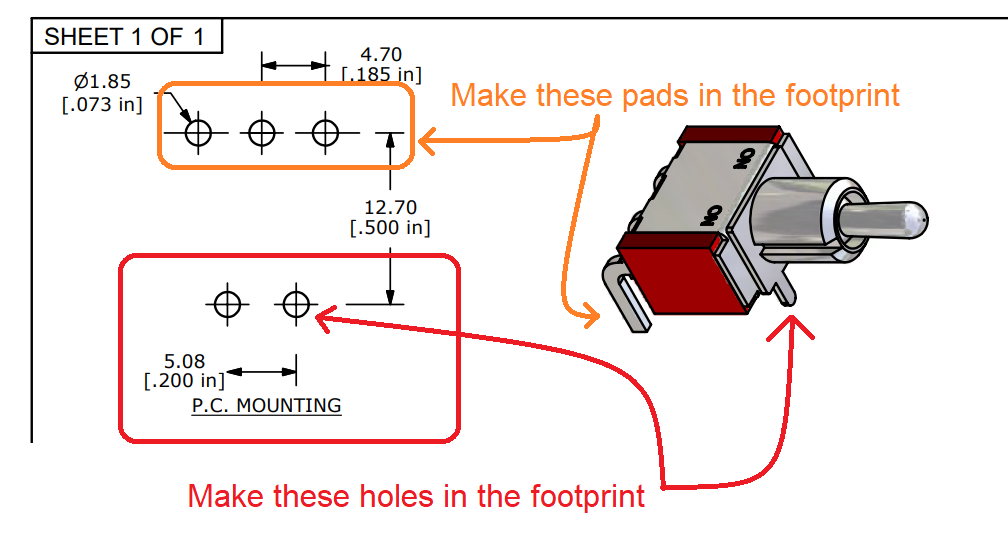 SHEET 1 OF 1
4.70
[.185 in]
Ø1.85
[.073 in]
Make these pads in the footprint
NO
NO
12.70
[.500 in]
5.08
[.200 in]
P.C. MOUNTING
Make these holes in the footprint